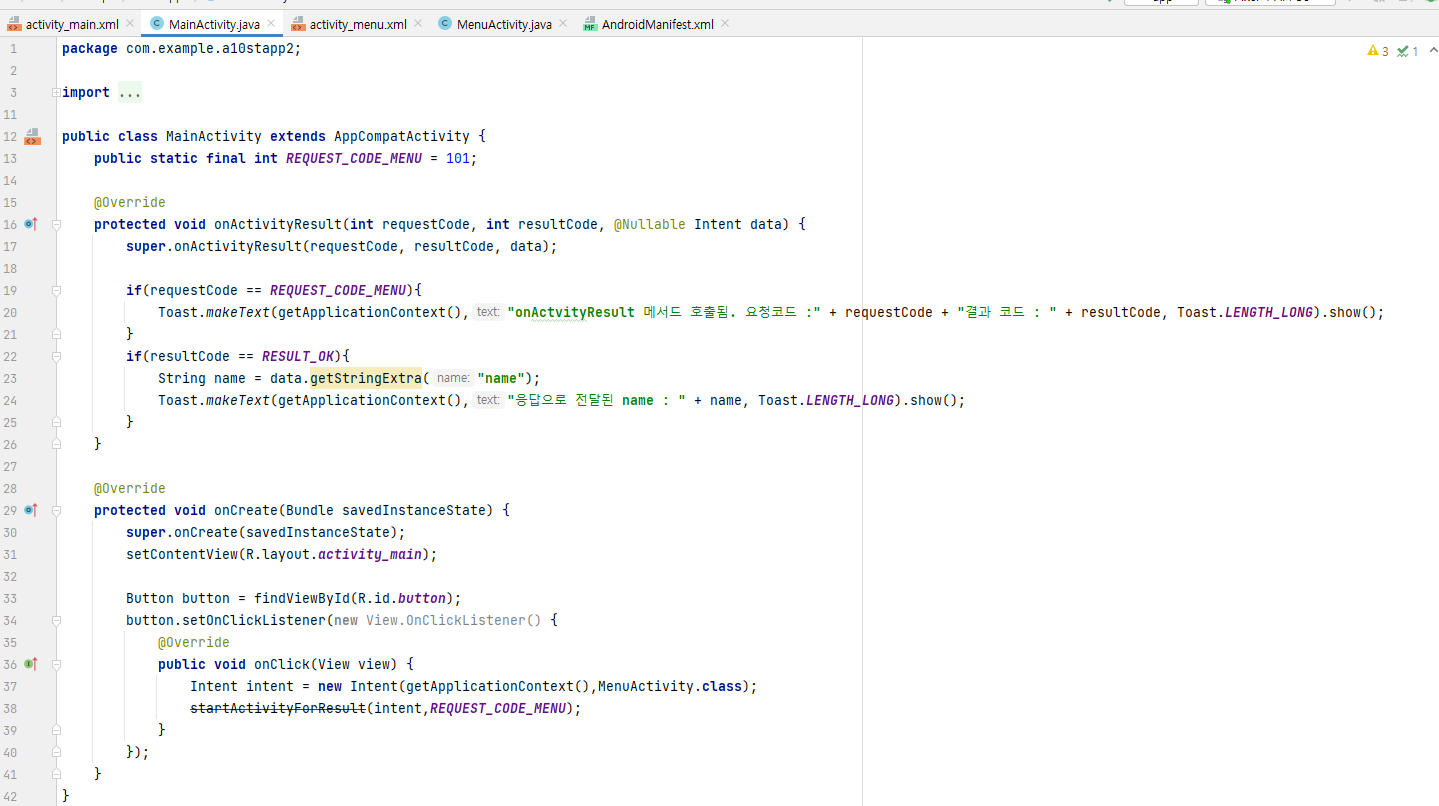 activity_main.xml MainActivity.java activity_menu.xml MenuActivity.java AndroidManifest.xml
1 package com.example.a10stapp2; 3 1
2
3 import ...
11
12 public class MainActivity extends AppCompatActivity {
13 public static final int REQUEST_CODE_MENU = 101;
14
15 @Override
16 protected void onActivityResult(int requestCode, int resultCode, @Nullable Intent data) {
17 super.onActivityResult(requestCode, resultCode, data);
18
19 if(requestCode == REQUEST_CODE_MENU){
20 Toast.makeText(getApplicationContext(), text: "onActvityResult 메서드 호출됨. 요청코드 :" + requestCode + "결과 코드 : " + resultCode, Toast.LENGTH_LONG).show();
21 }
22 if(resultCode == RESULT_OK){
23 String name = data.getStringExtra( name: "name");
24 Toast.makeText(getApplicationContext(), text: "응답으로 전달된 name : " + name, Toast.LENGTH_LONG).show();
25 }
26 }
27
28 @Override
29 protected void onCreate(Bundle savedInstanceState) {
30 super.onCreate(savedInstanceState);
31 setContentView(R.layout.activity_main);
32
33 Button button = findViewById(R.id.button);
34 button.setOnClickListener(new View.OnClickListener() {
35 @Override
36 public void onClick(View view) {
37 Intent intent = new Intent(getApplicationContext(),MenuActivity.class);
38 startActivityForResult(intent,REQUEST_CODE_MENU);
39 }
40 });
41 }
42 }